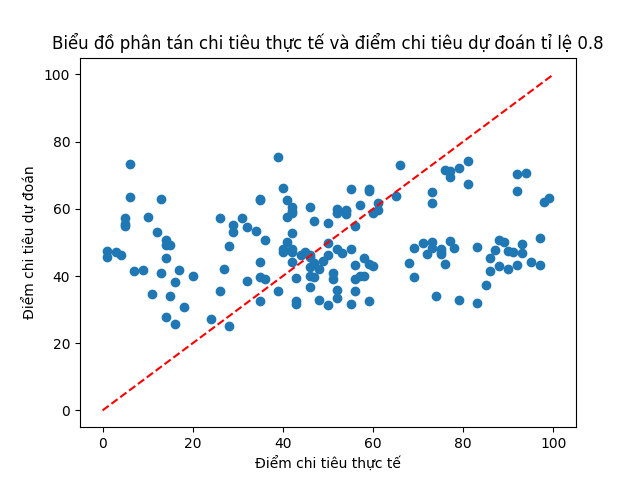 Biểu đồ phân tán chi tiêu thực tế và điểm chi tiêu dự đoán tỉ lệ 0.8
100
80
60
40
20
0
Điểm chi tiêu dự đoán
0 20 40 60 80 100
Điểm chi tiêu thực tế